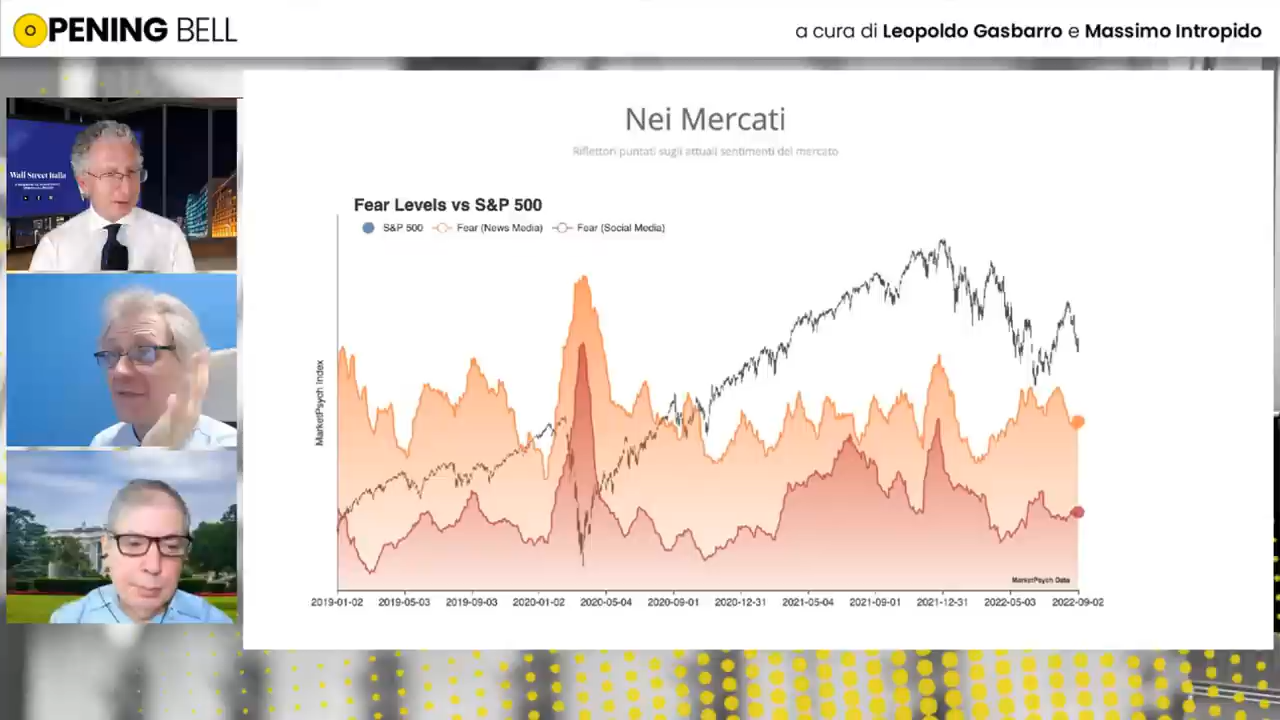 OPENING BELL
a cura di Leopoldo Gasbarro e Massimo Intropido
Wall Street Italia
Nei Mercati
Riflettori puntati sugli attuali sentimenti del mercato
Fear Levels vs S&P 500
S&P 500 Fear (News Media) Fear (Social Media)
MarketPsych Index
MarketPsych Data
2019-01-02 2019-05-03 2019-09-03 2020-01-02 2020-05-04 2020-09-01 2020-12-31 2021-05-04 2021-09-01 2021-12-31 2022-05-03 2022-09-02